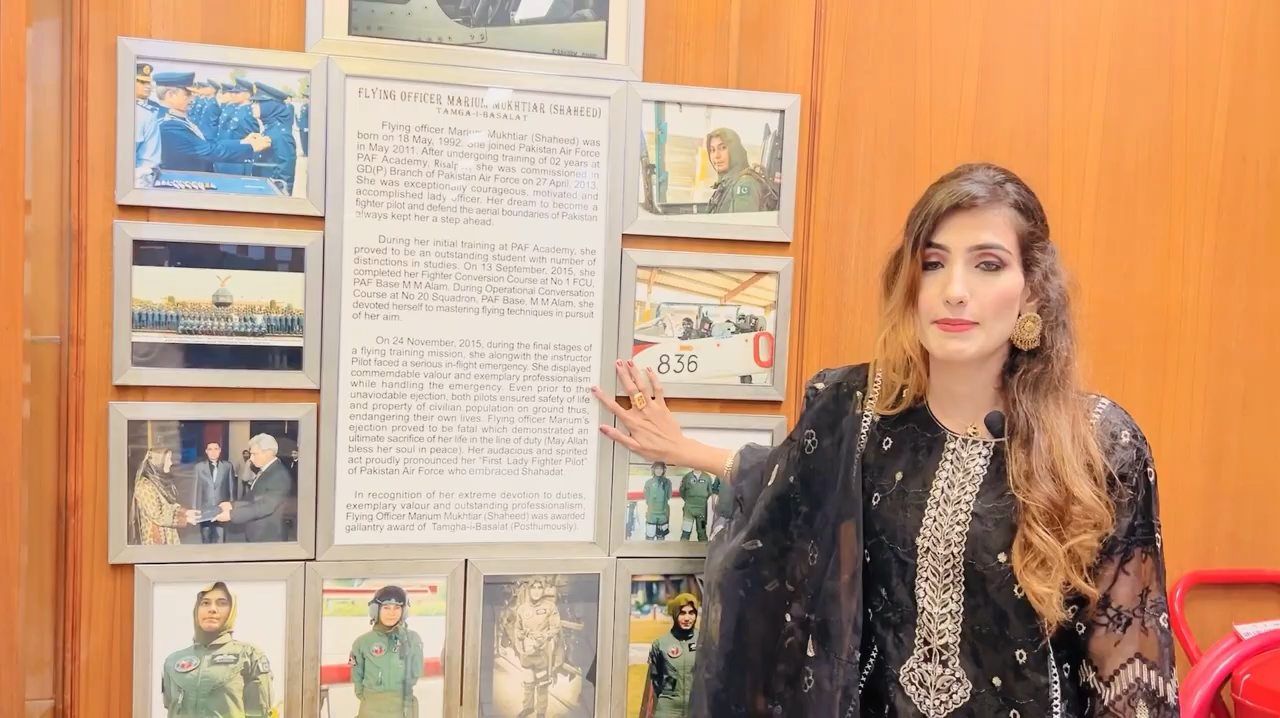 FLYING OFFICER MARIUM MUKHTIAR (SHAHEED)
TAMGA-I-BASALAT
Flying officer Marium Mukhtiar (Shaheed) was
born on 18 May, 1992. She joined Pakistan Air Force
in May 2011. After undergoing training of 02 years at
PAF Academy, Risalpur, she was commissioned in
GD(P) Branch of Pakistan Air Force on 27 April, 2013.
She was exceptionally courageous, motivated and
accomplished lady officer. Her dream to become a
fighter pilot and defend the aerial boundaries of Pakistan
always kept her a step ahead.
During her initial training at PAF Academy, she
proved to be an outstanding student with number of
distinctions in studies. On 13 September, 2015, she
completed her Fighter Conversion Course at No 1 FCU,
PAF Base M M Alam. During Operational Conversation
Course at No 20 Squadron, PAF Base, M M Alam, she
devoted herself to mastering flying techniques in pursuit
of her aim.
On 24 November, 2015, during the final stages of
a flying training mission, she alongwith the instructor
Pilot faced a serious in-flight emergency. She displayed
commendable valour and exemplary professionalism
while handling the emergency. Even prior to the
unaviodable ejection, both pilots ensured safety of life
and property of civilian population on ground thus,
endangering their own lives. Flying officer Marium's
ejection proved to be fatal which demonstrated an
ultimate sacrifice of her life in the line of duty (May Allah
bless her soul in peace). Her audacious and spirited
act proudly pronounced her "First Lady Fighter Pilot"
of Pakistan Air Force who embraced Shahadat.
In recognition of her extreme devotion to duties,
exemplary valour and outstanding professionalism,
Flying Officer Marium Mukhtiar (Shaheed) was awarded
gallantry award of Tamgha-i-Basalat (Posthumously).
836
0